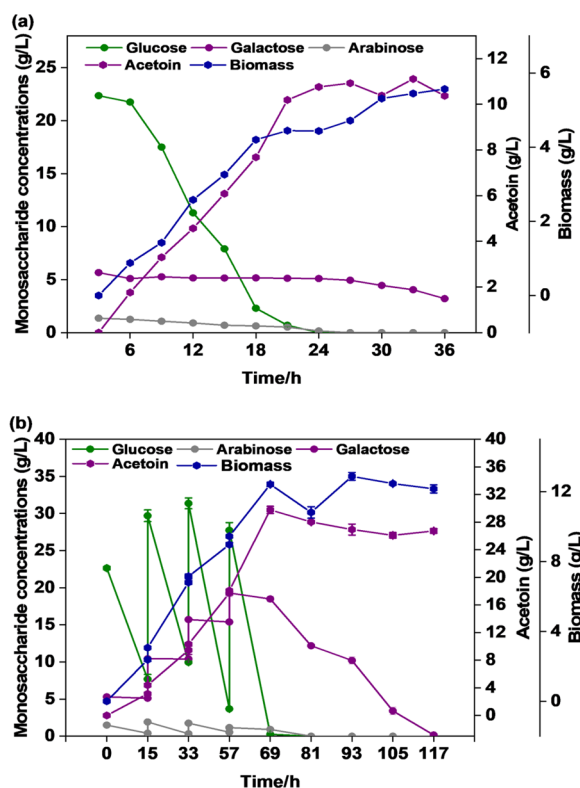 (a)
Glucose Galactose Arabinose
Acetoin Biomass
Monosaccharide concentrations (g/L)
25
20
15
10
5
0
12
10
8
6
4
2
0
Acetoin (g/L)
6
4
2
0
Biomass (g/L)
6 12 18 24 30 36
Time/h
(b)
Glucose Arabinose Galactose
Acetoin Biomass
Monosaccharide concentrations (g/L)
40
35
30
25
20
15
10
5
0
40
36
32
28
24
20
16
12
8
4
0
Acetoin (g/L)
12
8
4
0
Biomass (g/L)
0 15 33 57 69 81 93 105 117
Time/h